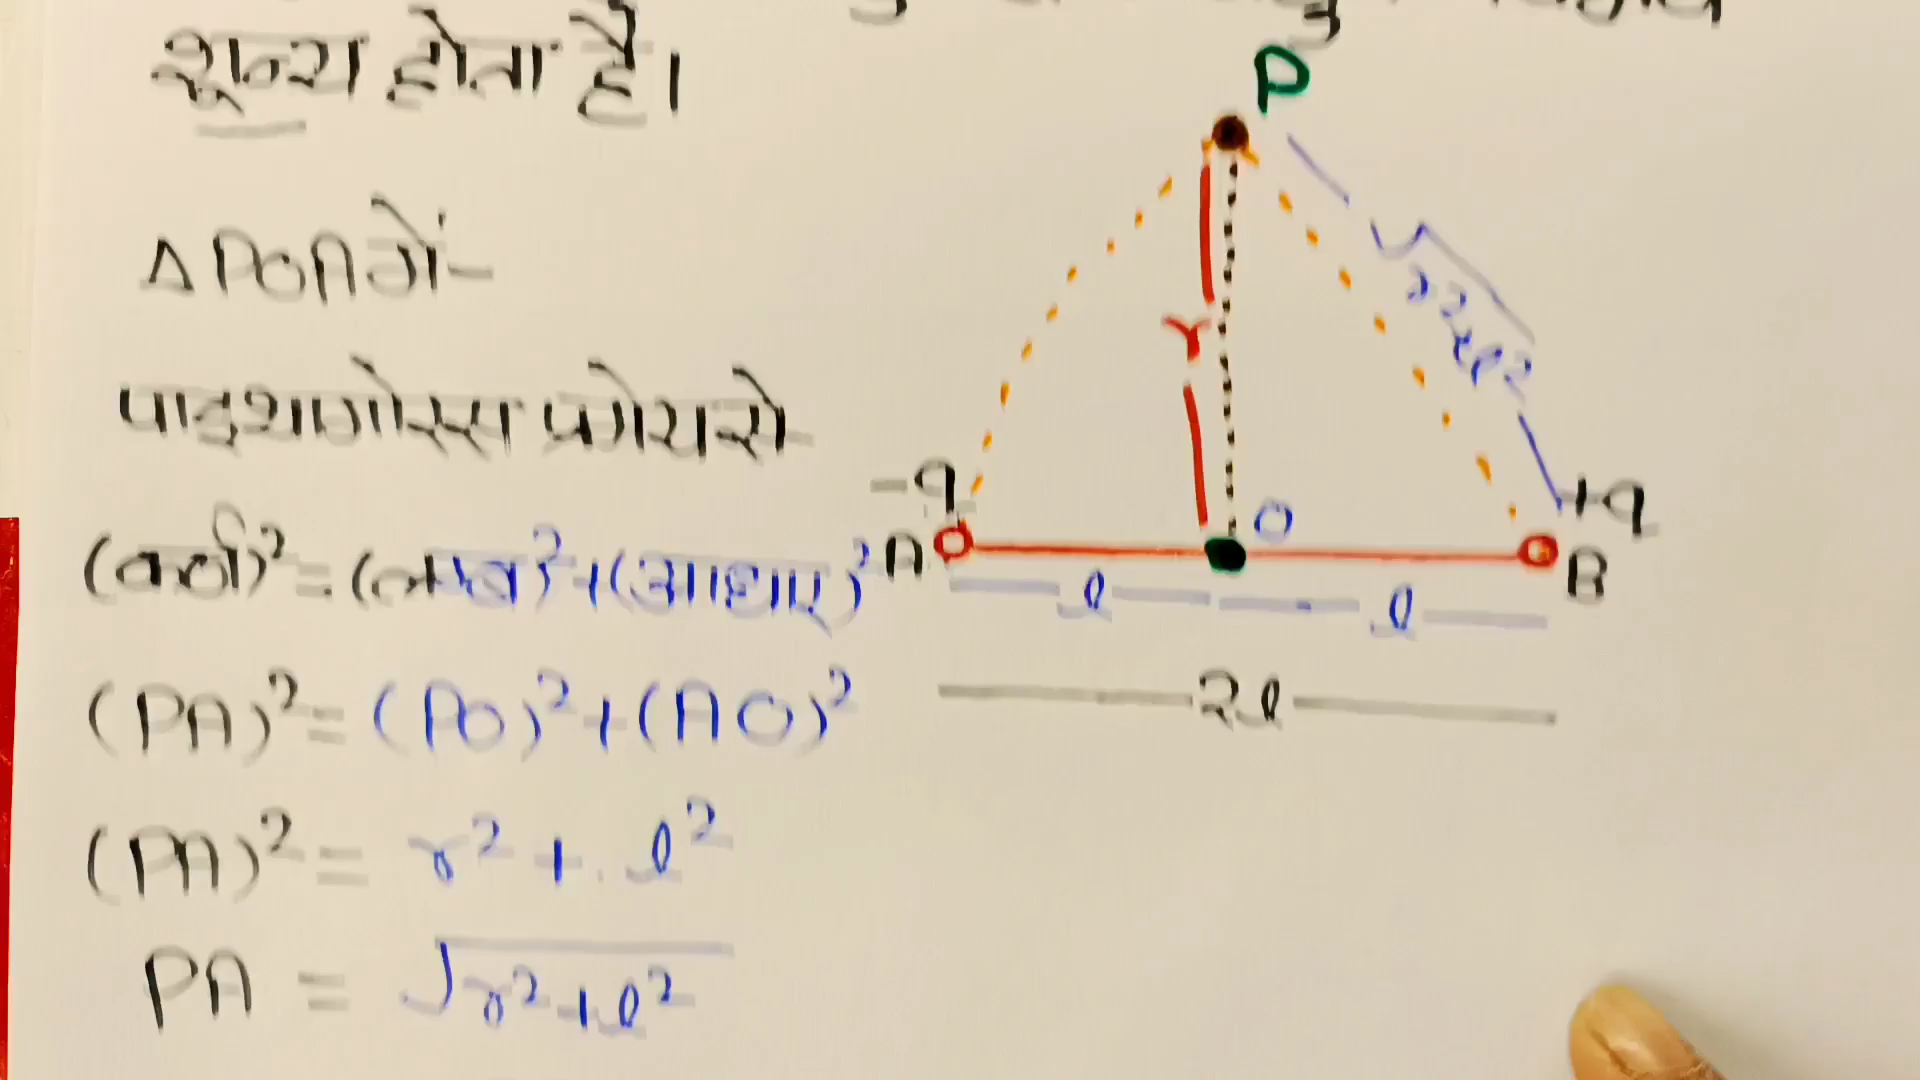 शून्य होता है।
P
Δ POA में-
r
√r²+l²
पाइथागोरस प्रमेय से
-q
+q
A
O
B
(कर्ण)² = (लम्ब)² + (आधार)²
l
l
(PA)² = (PO)² + (AO)²
2l
(PA)² = r² + l²
PA = √r²+l²